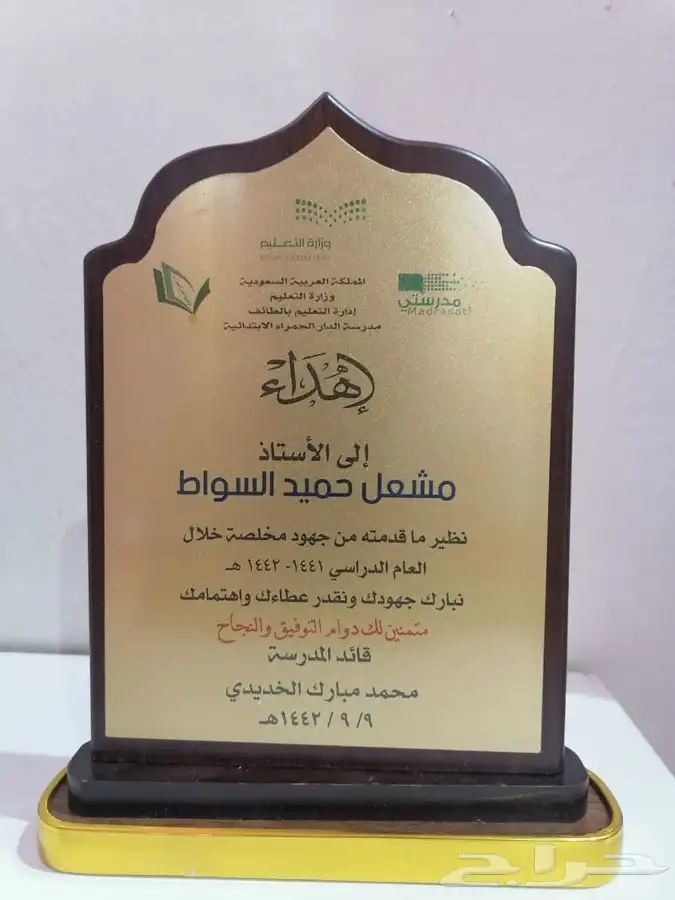 وزارة التعليم
المملكة العربية السعودية
وزارة التعليم
إدارة التعليم بالطائف
مدرسة الدار الحمراء الابتدائية
مدرستي
Madrasati
إهداء
إلى الأستاذ
مشعل حميد السواط
نظير ما قدمته من جهود مخلصة خلال
العام الدراسي ١٤٤١- ١٤٤٢ هـ
نبارك جهودك ونقدر عطاءك واهتمامك
متمنين لك دوام التوفيق والنجاح
قائد المدرسة
محمد مبارك الخديدي
٩/ ٩ / ١٤٤٢هـ
حراج